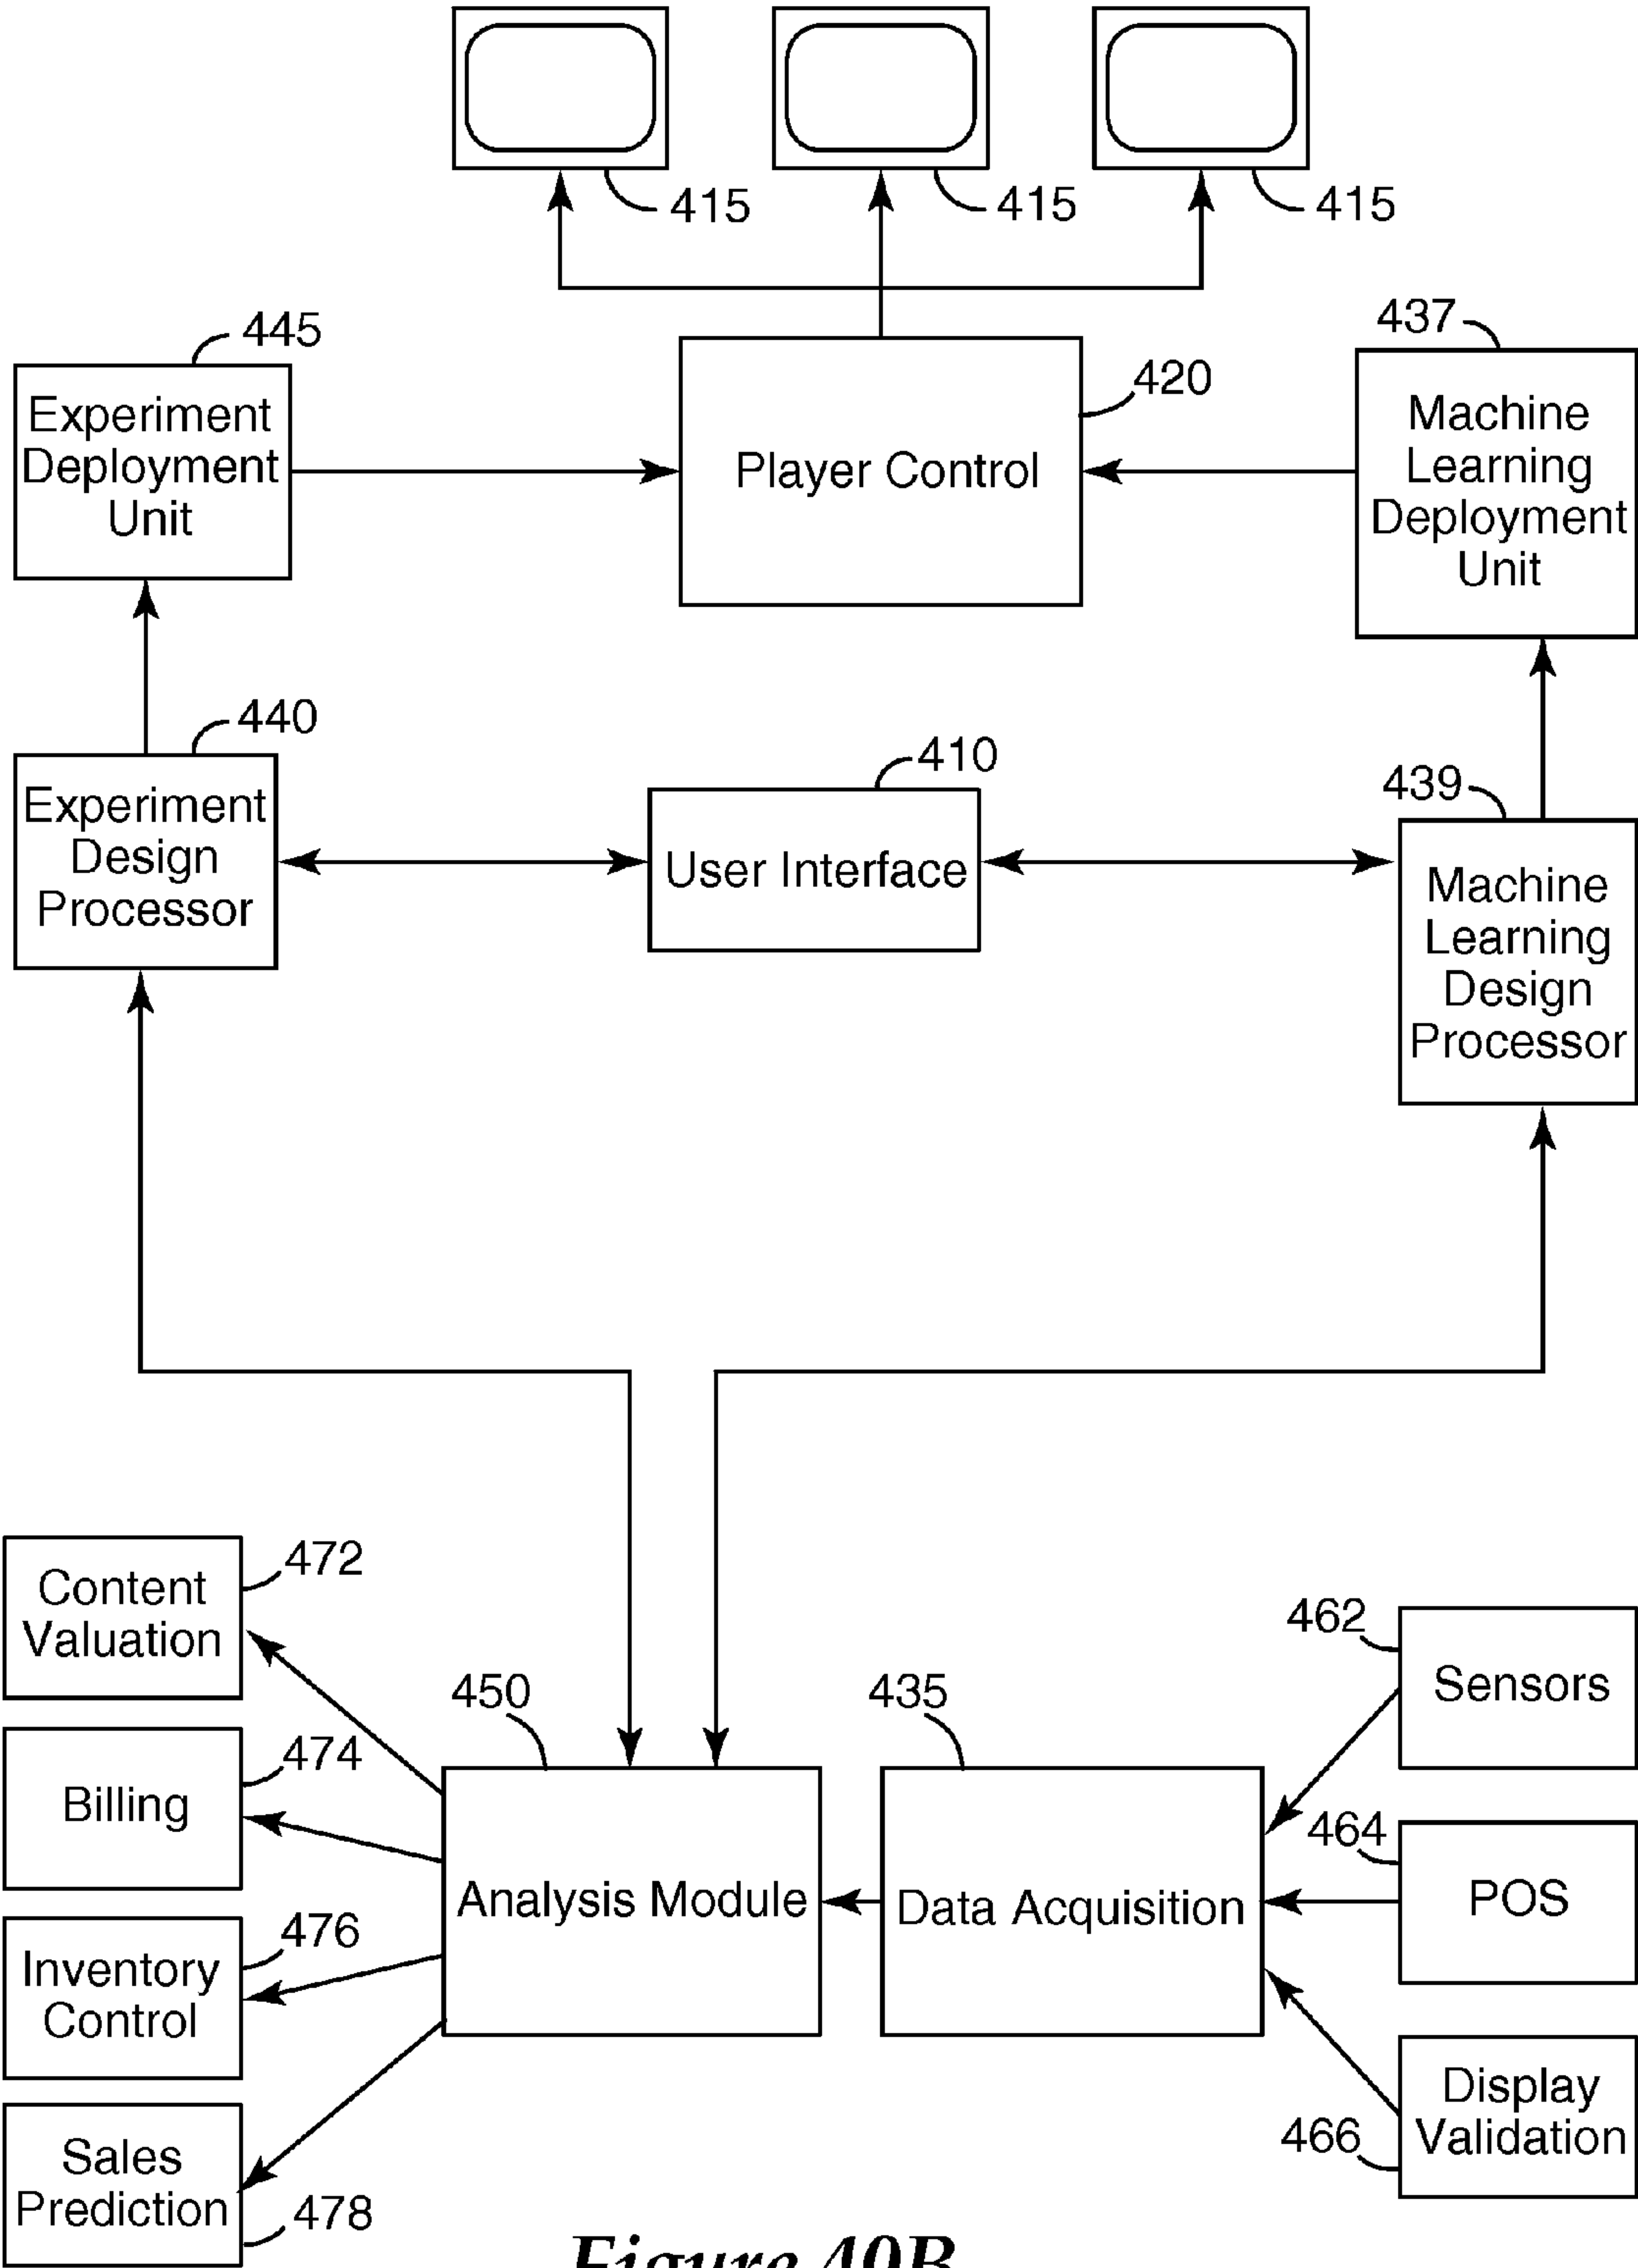 415
415
415
445
437
420
Experiment
Deployment
Unit
Player Control
Machine
Learning
Deployment
Unit
440
410
439
Experiment
Design
Processor
User Interface
Machine
Learning
Design
Processor
472
Content
Valuation
474
Billing
476
Inventory
Control
Sales
Prediction
478
450
Analysis Module
435
Data Acquisition
462
Sensors
464
POS
Display
Validation
466
Figure 40B